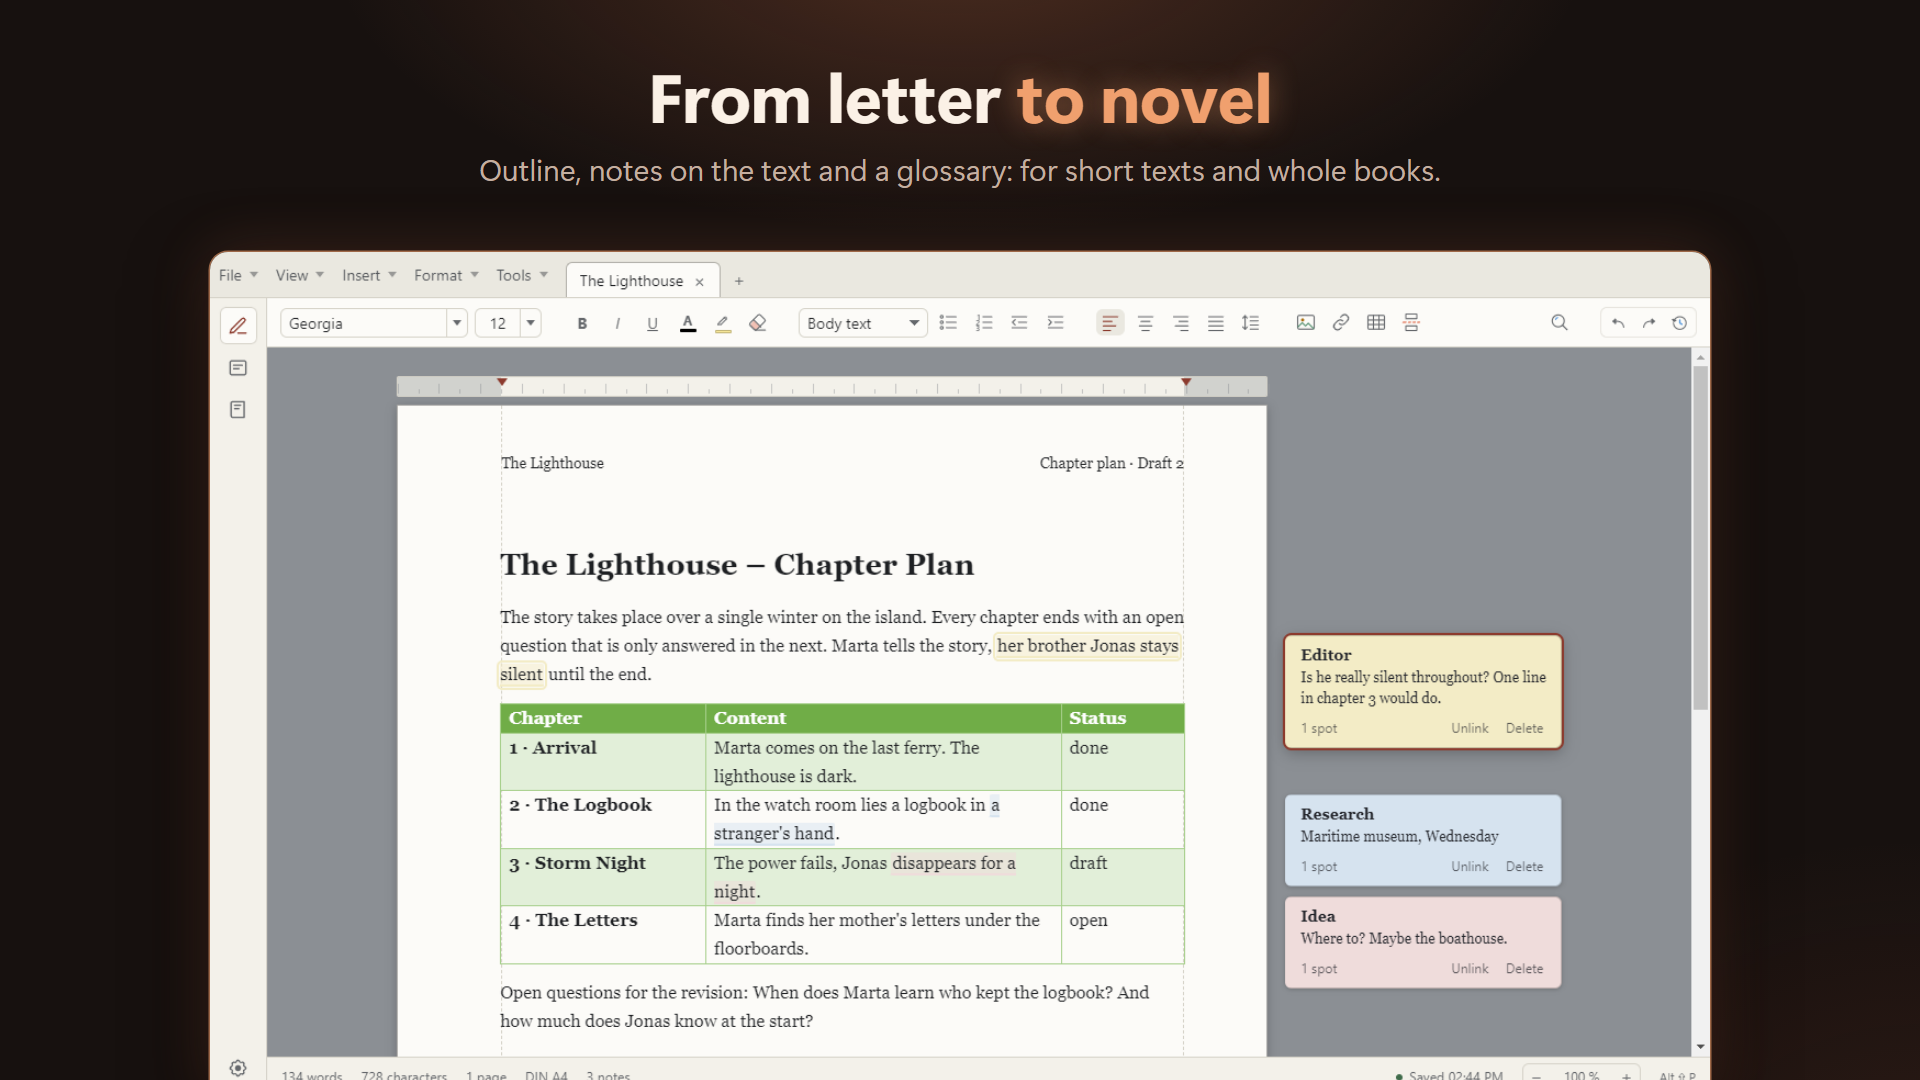 From letter to novel
Outline, notes on the text and a glossary: for short texts and whole books.
File View Insert Format Tools The Lighthouse × +
Georgia 12 B I U A Body text
The Lighthouse Chapter plan · Draft 2
The Lighthouse – Chapter Plan
The story takes place over a single winter on the island. Every chapter ends with an open
question that is only answered in the next. Marta tells the story, her brother Jonas stays
silent until the end.
Chapter Content Status
1 · Arrival Marta comes on the last ferry. The done
lighthouse is dark.
2 · The Logbook In the watch room lies a logbook in a done
stranger's hand.
3 · Storm Night The power fails, Jonas disappears for a draft
night.
4 · The Letters Marta finds her mother's letters under the open
floorboards.
Open questions for the revision: When does Marta learn who kept the logbook? And
how much does Jonas know at the start?
Editor
Is he really silent throughout? One line
in chapter 3 would do.
1 spot Unlink Delete
Research
Maritime museum, Wednesday
1 spot Unlink Delete
Idea
Where to? Maybe the boathouse.
1 spot Unlink Delete
134 words 728 characters 1 page DIN A4 3 notes Saved 02:44 PM − 100 % + Alt ⇧ P